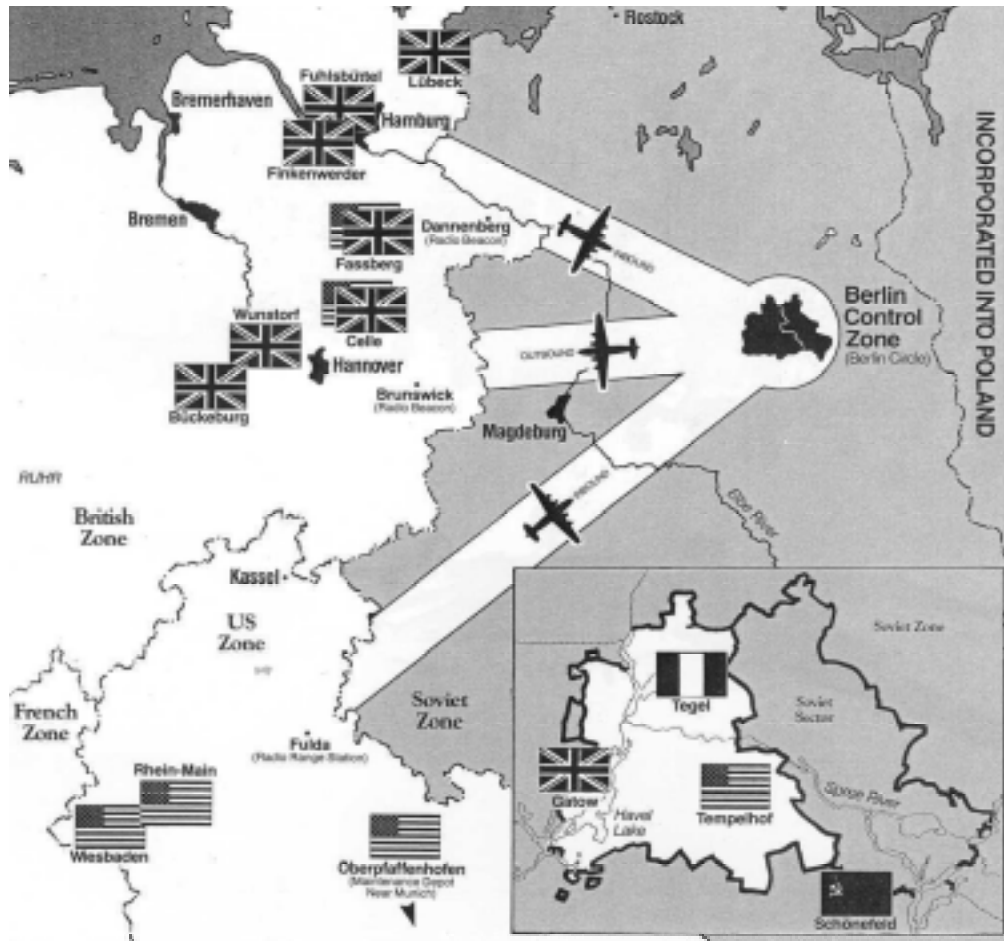 Rostock
Lübeck
Fuhlsbüttel
Bremerhaven
Hamburg
Finkenwerder
INCORPORATED INTO POLAND
Bremen
Dannenberg
(Radio Beacon)
Fassberg
INBOUND
Berlin
Control
Zone
(Berlin Circle)
Wunstorf
Celle
OUTBOUND
Hannover
Brunswick
(Radio Beacon)
Bückeburg
Magdeburg
RUHR
INBOUND
Elbe River
British
Zone
Kassel
US
Zone
Soviet
Zone
French
Zone
Fulda
(Radio Range Station)
Rhein-Main
Wiesbaden
Oberpfaffenhofen
(Maintenance Depot
Near Munich)
Soviet Zone
Tegel
Soviet
Sector
Gatow
Havel
Lake
Tempelhof
Spree River
Schönefeld